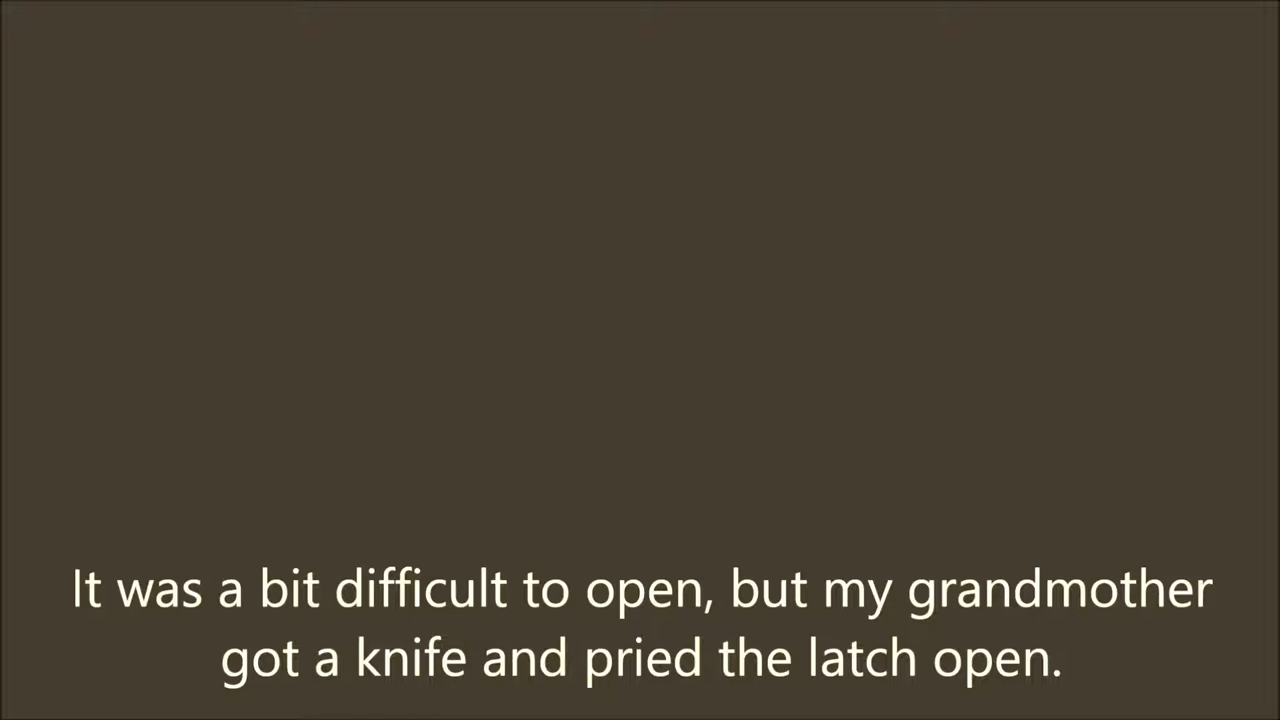 It was a bit difficult to open, but my grandmother
got a knife and pried the latch open.